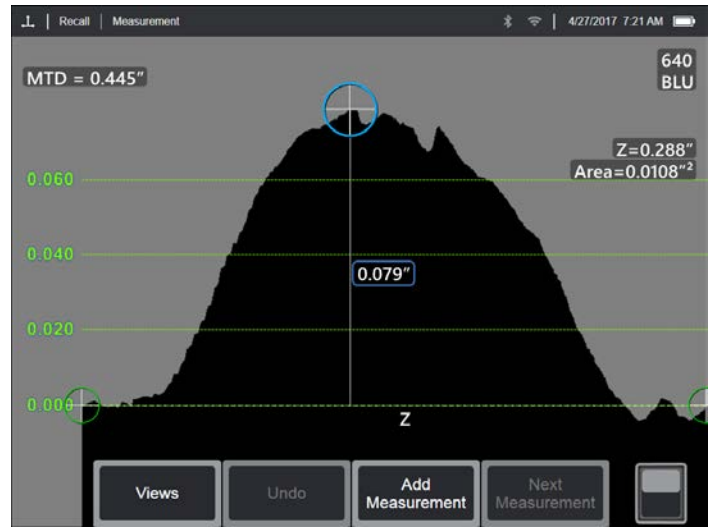 Recall | Measurement
4/27/2017 7:21 AM
MTD = 0.445"
640
BLU
Z=0.288"
Area=0.0108"²
0.060
0.040
0.079"
0.020
0.000
Z
Views
Undo
Add
Measurement
Next
Measurement